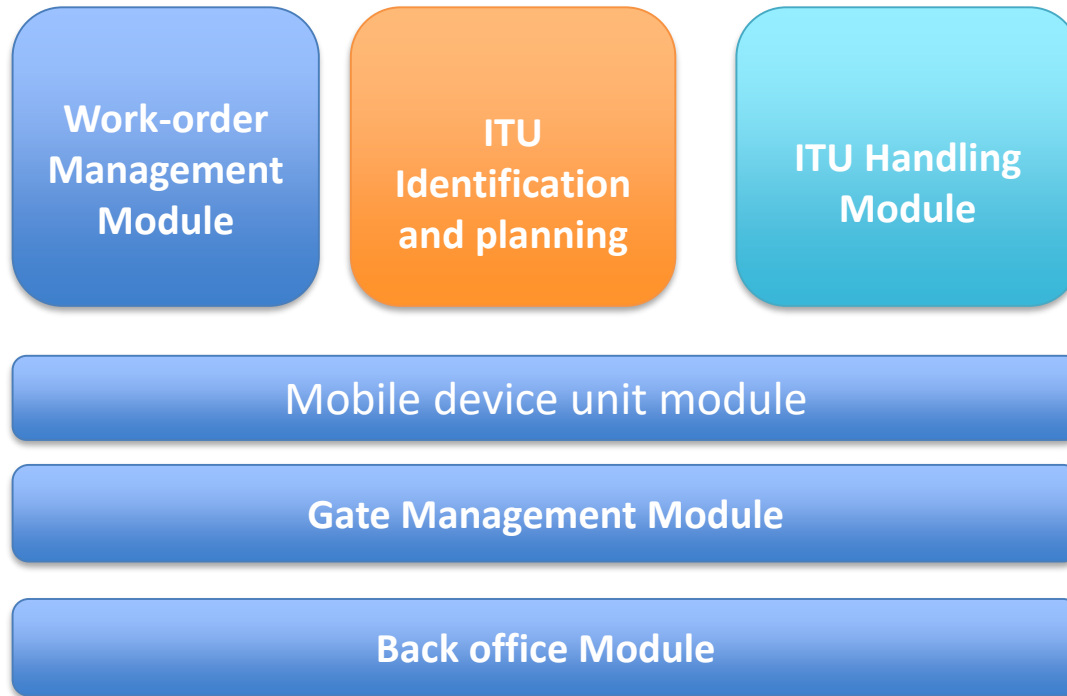 Work-order
Management
Module
ITU
Identification
and planning
ITU Handling
Module
Mobile device unit module
Gate Management Module
Back office Module